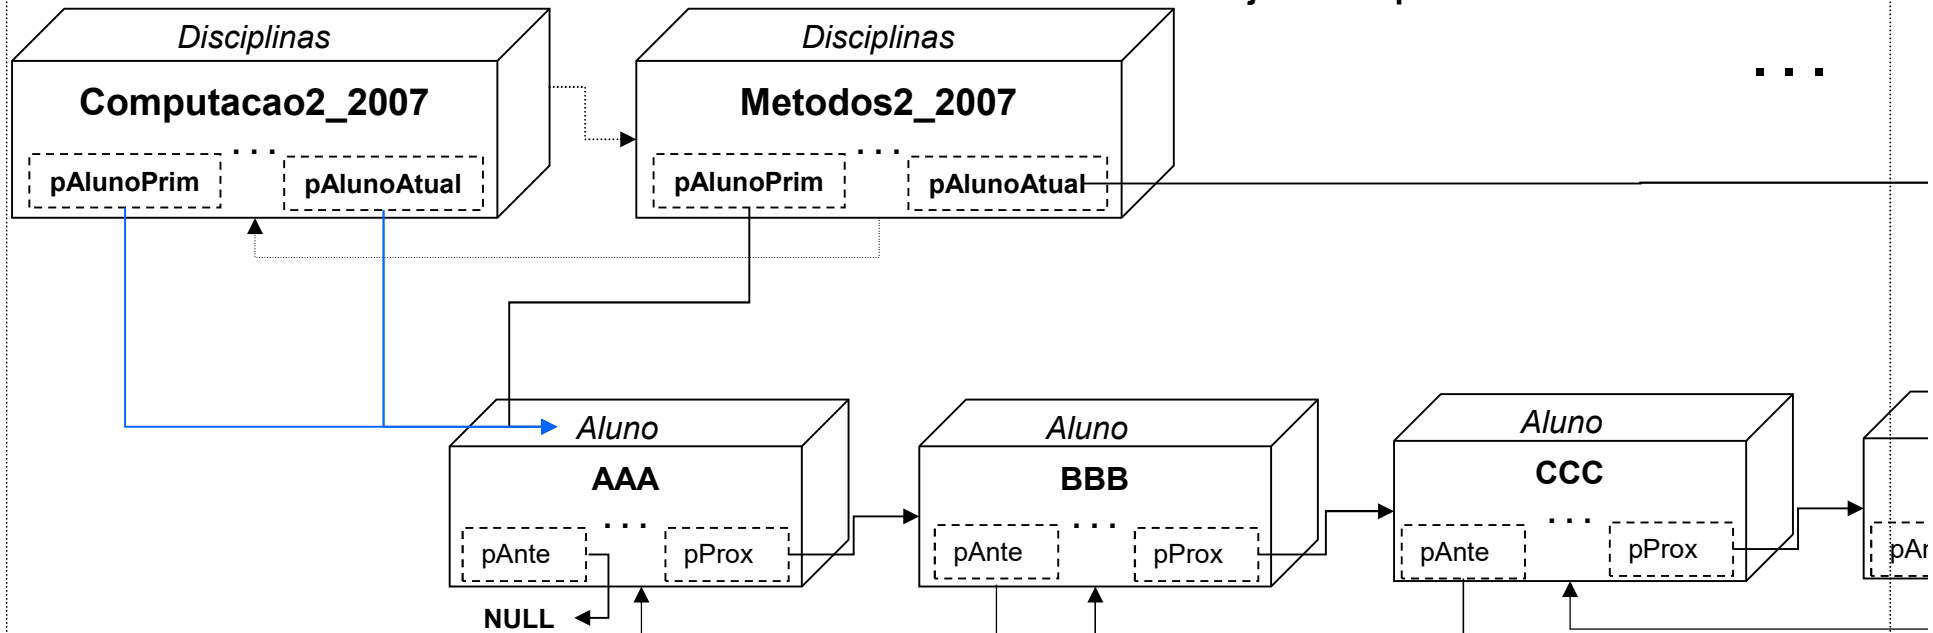 Disciplinas
Disciplinas
Computacao2_2007
Metodos2_2007
. . .
. . .
. . .
pAlunoPrim
pAlunoAtual
pAlunoPrim
pAlunoAtual
Aluno
Aluno
Aluno
AAA
BBB
CCC
. . .
. . .
. . .
pAnte
pProx
pAnte
pProx
pAnte
pProx
NULL